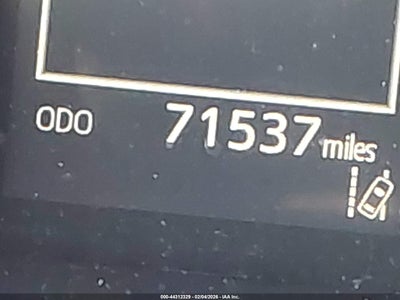 ODO 71537 miles
000-44312329 - 02/04/2026 - IAA Inc.